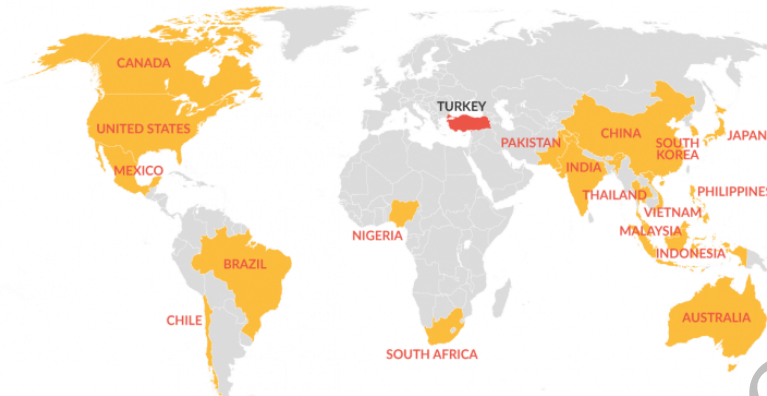 CANADA
UNITED STATES
MEXICO
BRAZIL
CHILE
NIGERIA
SOUTH AFRICA
TURKEY
PAKISTAN
CHINA
SOUTH
KOREA
JAPAN
INDIA
THAILAND
PHILIPPINES
VIETNAM
MALAYSIA
INDONESIA
AUSTRALIA